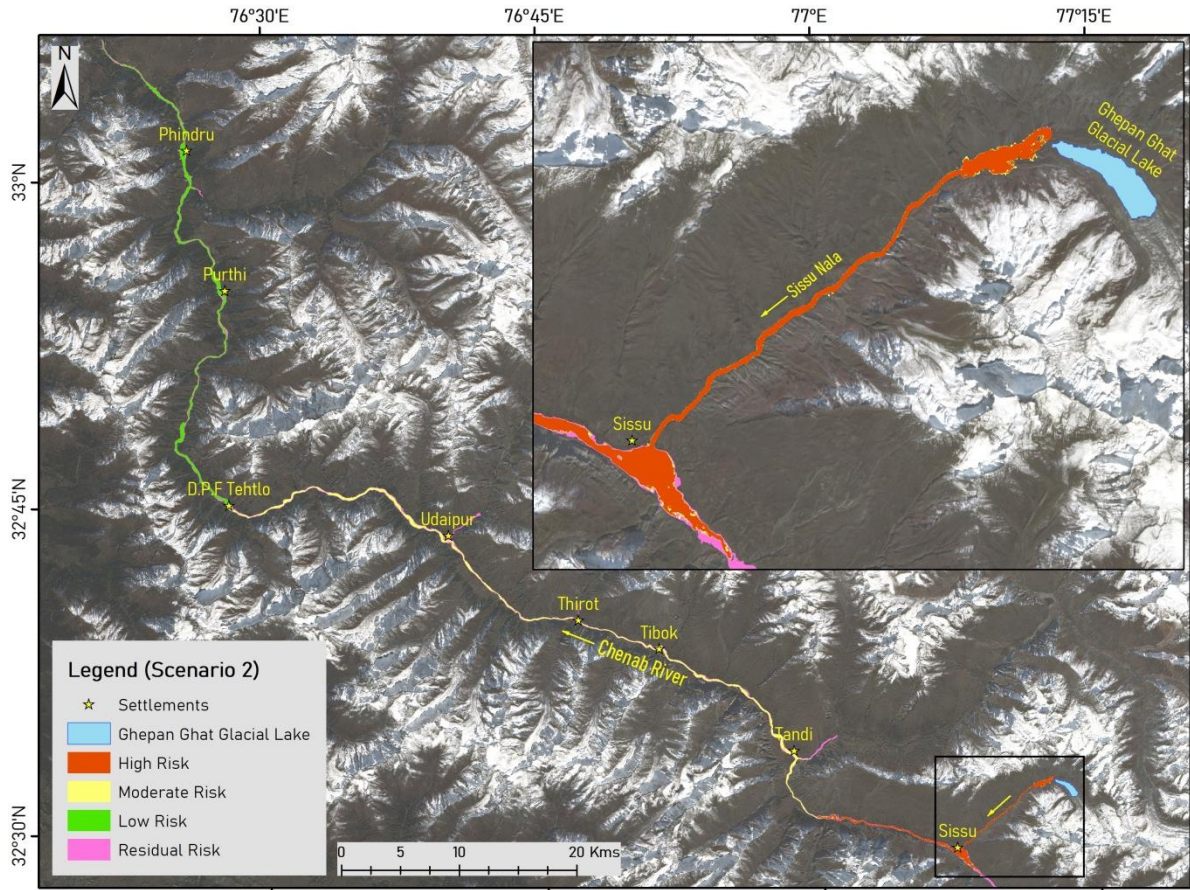 76°30'E
76°45'E
77°E
77°15'E
N
33°N
32°45'N
32°30'N
Phindru
Purthi
D.P.F Tehtlo
Udaipur
Thirot
Tibok
Chenab River
Tandi
Sissu
Ghepan Ghat
Glacial Lake
Sissu Nala
Sissu
Legend (Scenario 2)
Settlements
Ghepan Ghat Glacial Lake
High Risk
Moderate Risk
Low Risk
Residual Risk
0 5 10 20 Kms